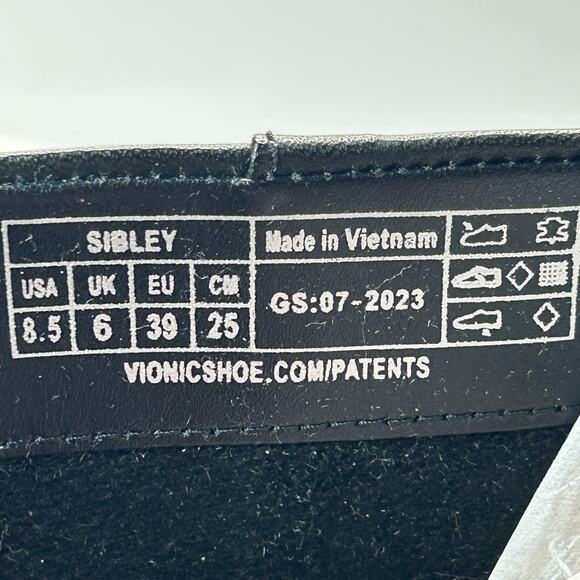 SIBLEY Made in Vietnam
USA UK EU CM
GS:07-2023
8.5 6 39 25
VIONICSHOE.COM/PATENTS